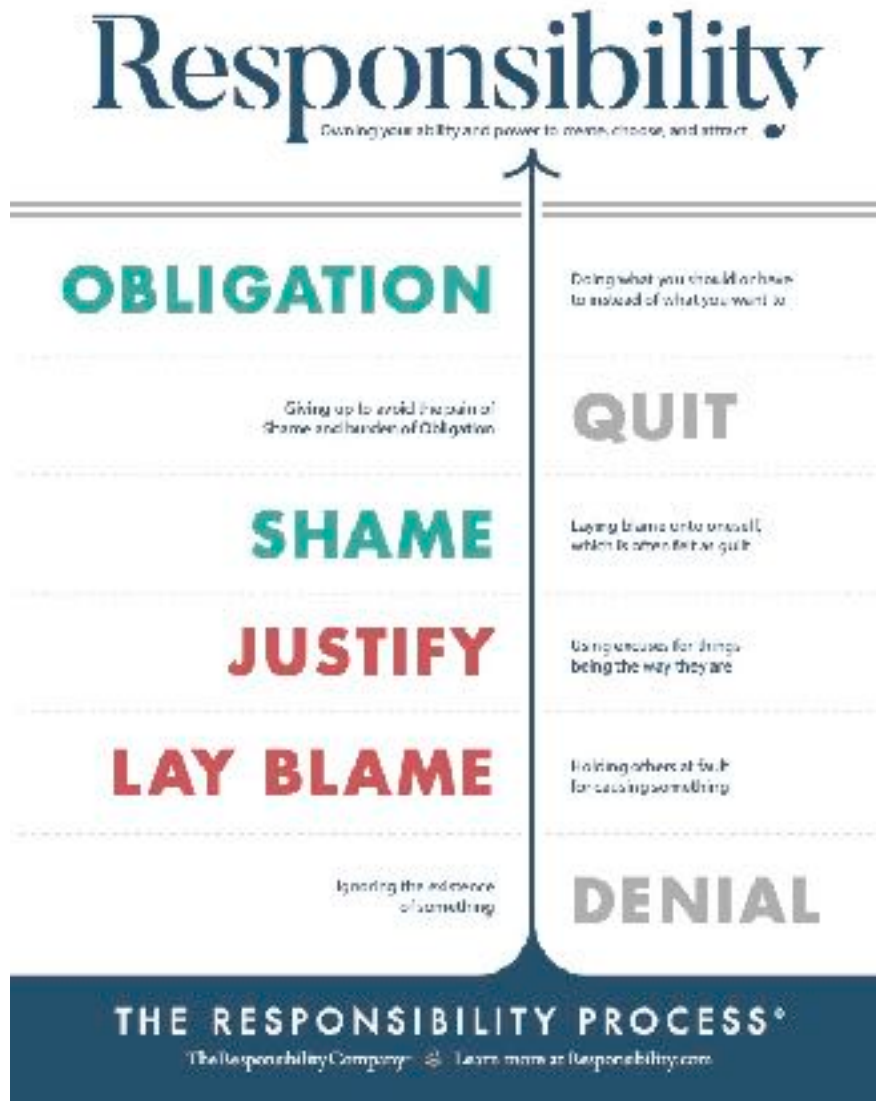 Responsibility
Owning your ability and power to create, choose, and attract
OBLIGATION
Doing what you should or have
to instead of what you want to
Giving up to avoid the pain of
Shame and burden of Obligation
QUIT
SHAME
Laying blame onto oneself,
which is often felt as guilt
JUSTIFY
Using excuses for things
being the way they are
LAY BLAME
Holding others at fault
for causing something
Ignoring the existence
of something
DENIAL
THE RESPONSIBILITY PROCESS®
The Responsibility Company Learn more at Responsibility.com